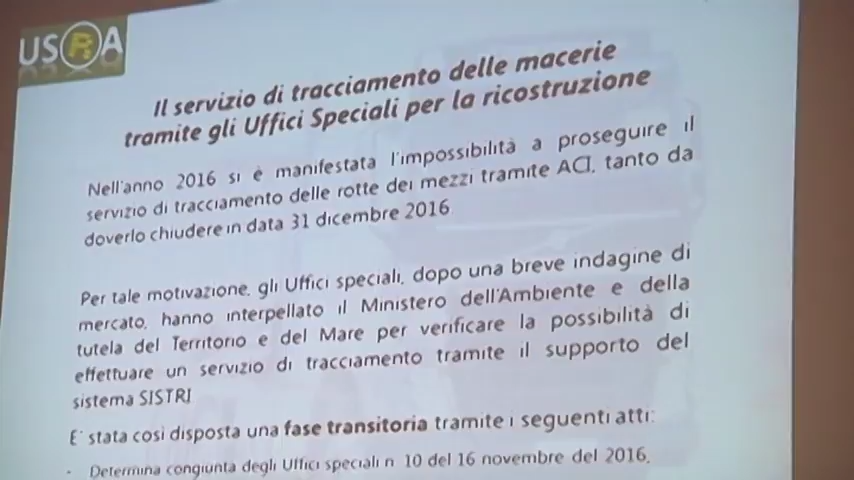 USRA
Il servizio di tracciamento delle macerie
tramite gli Uffici Speciali per la ricostruzione
Nell'anno 2016 si è manifestata l'impossibilità a proseguire il
servizio di tracciamento delle rotte dei mezzi tramite ACI, tanto da
doverlo chiudere in data 31 dicembre 2016
Per tale motivazione, gli Uffici speciali, dopo una breve indagine di
mercato, hanno interpellato il Ministero dell'Ambiente e della
tutela del Territorio e del Mare per verificare la possibilità di
effettuare un servizio di tracciamento tramite il supporto del
sistema SISTRI
E' stata così disposta una fase transitoria tramite i seguenti atti:
- Determina congiunta degli Uffici speciali n 10 del 16 novembre del 2016,